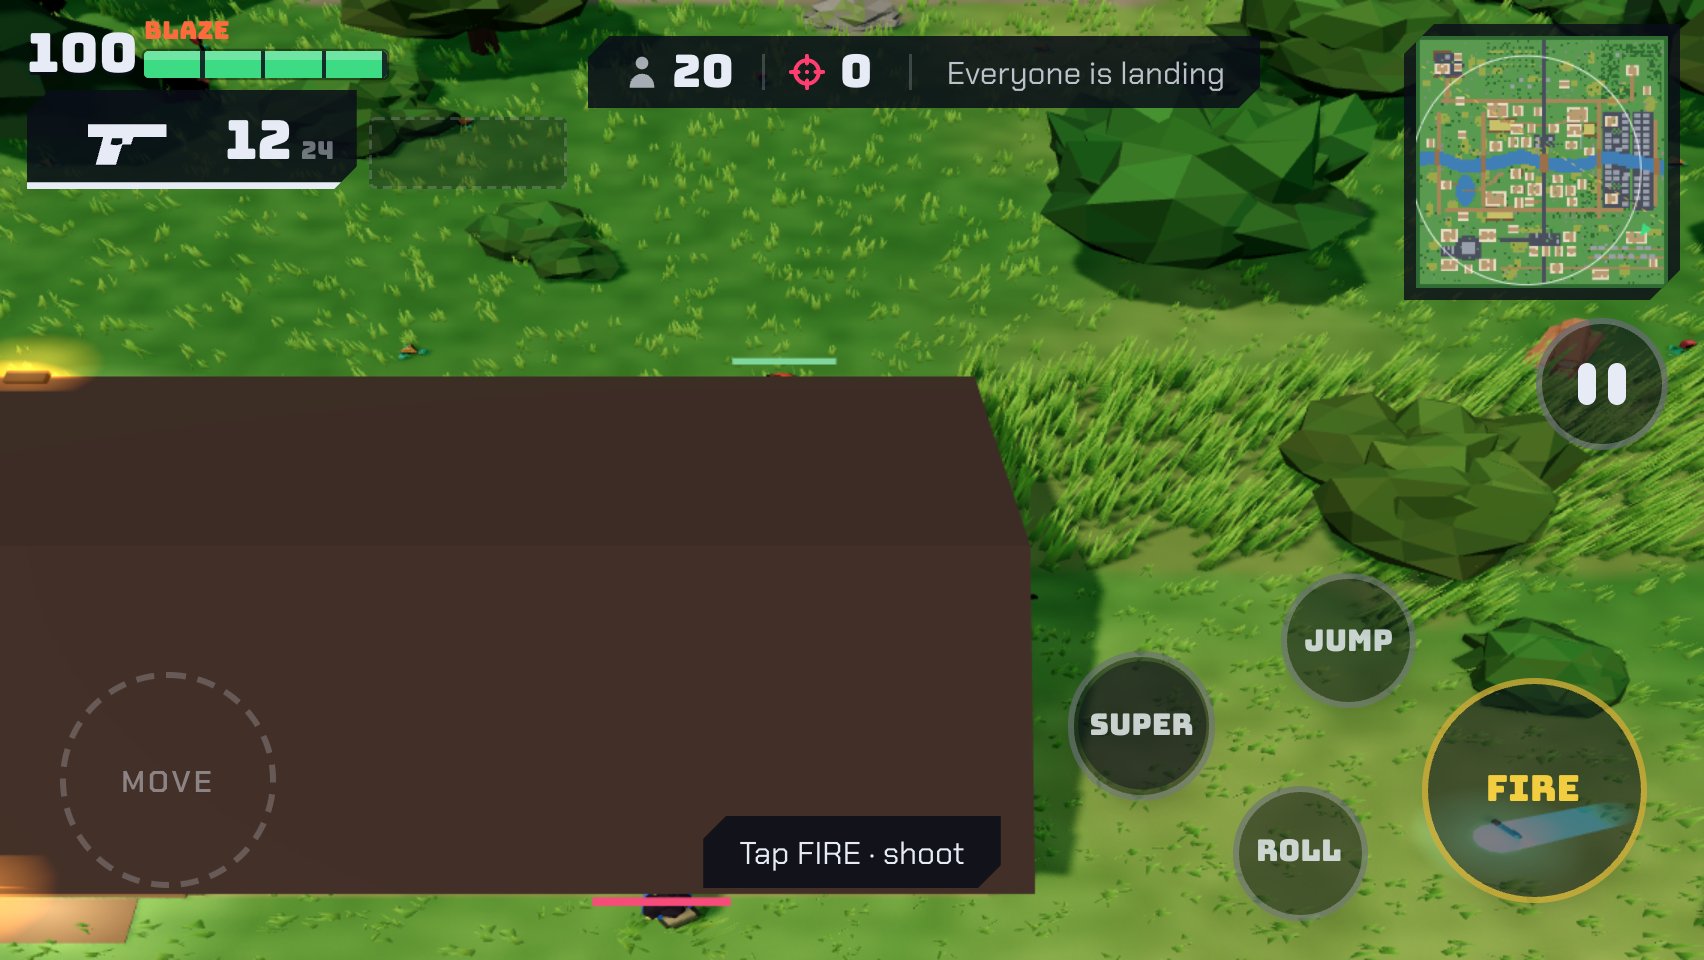 BLAZE
100
20
0
Everyone is landing
12 24
JUMP
SUPER
MOVE
FIRE
ROLL
Tap FIRE · shoot